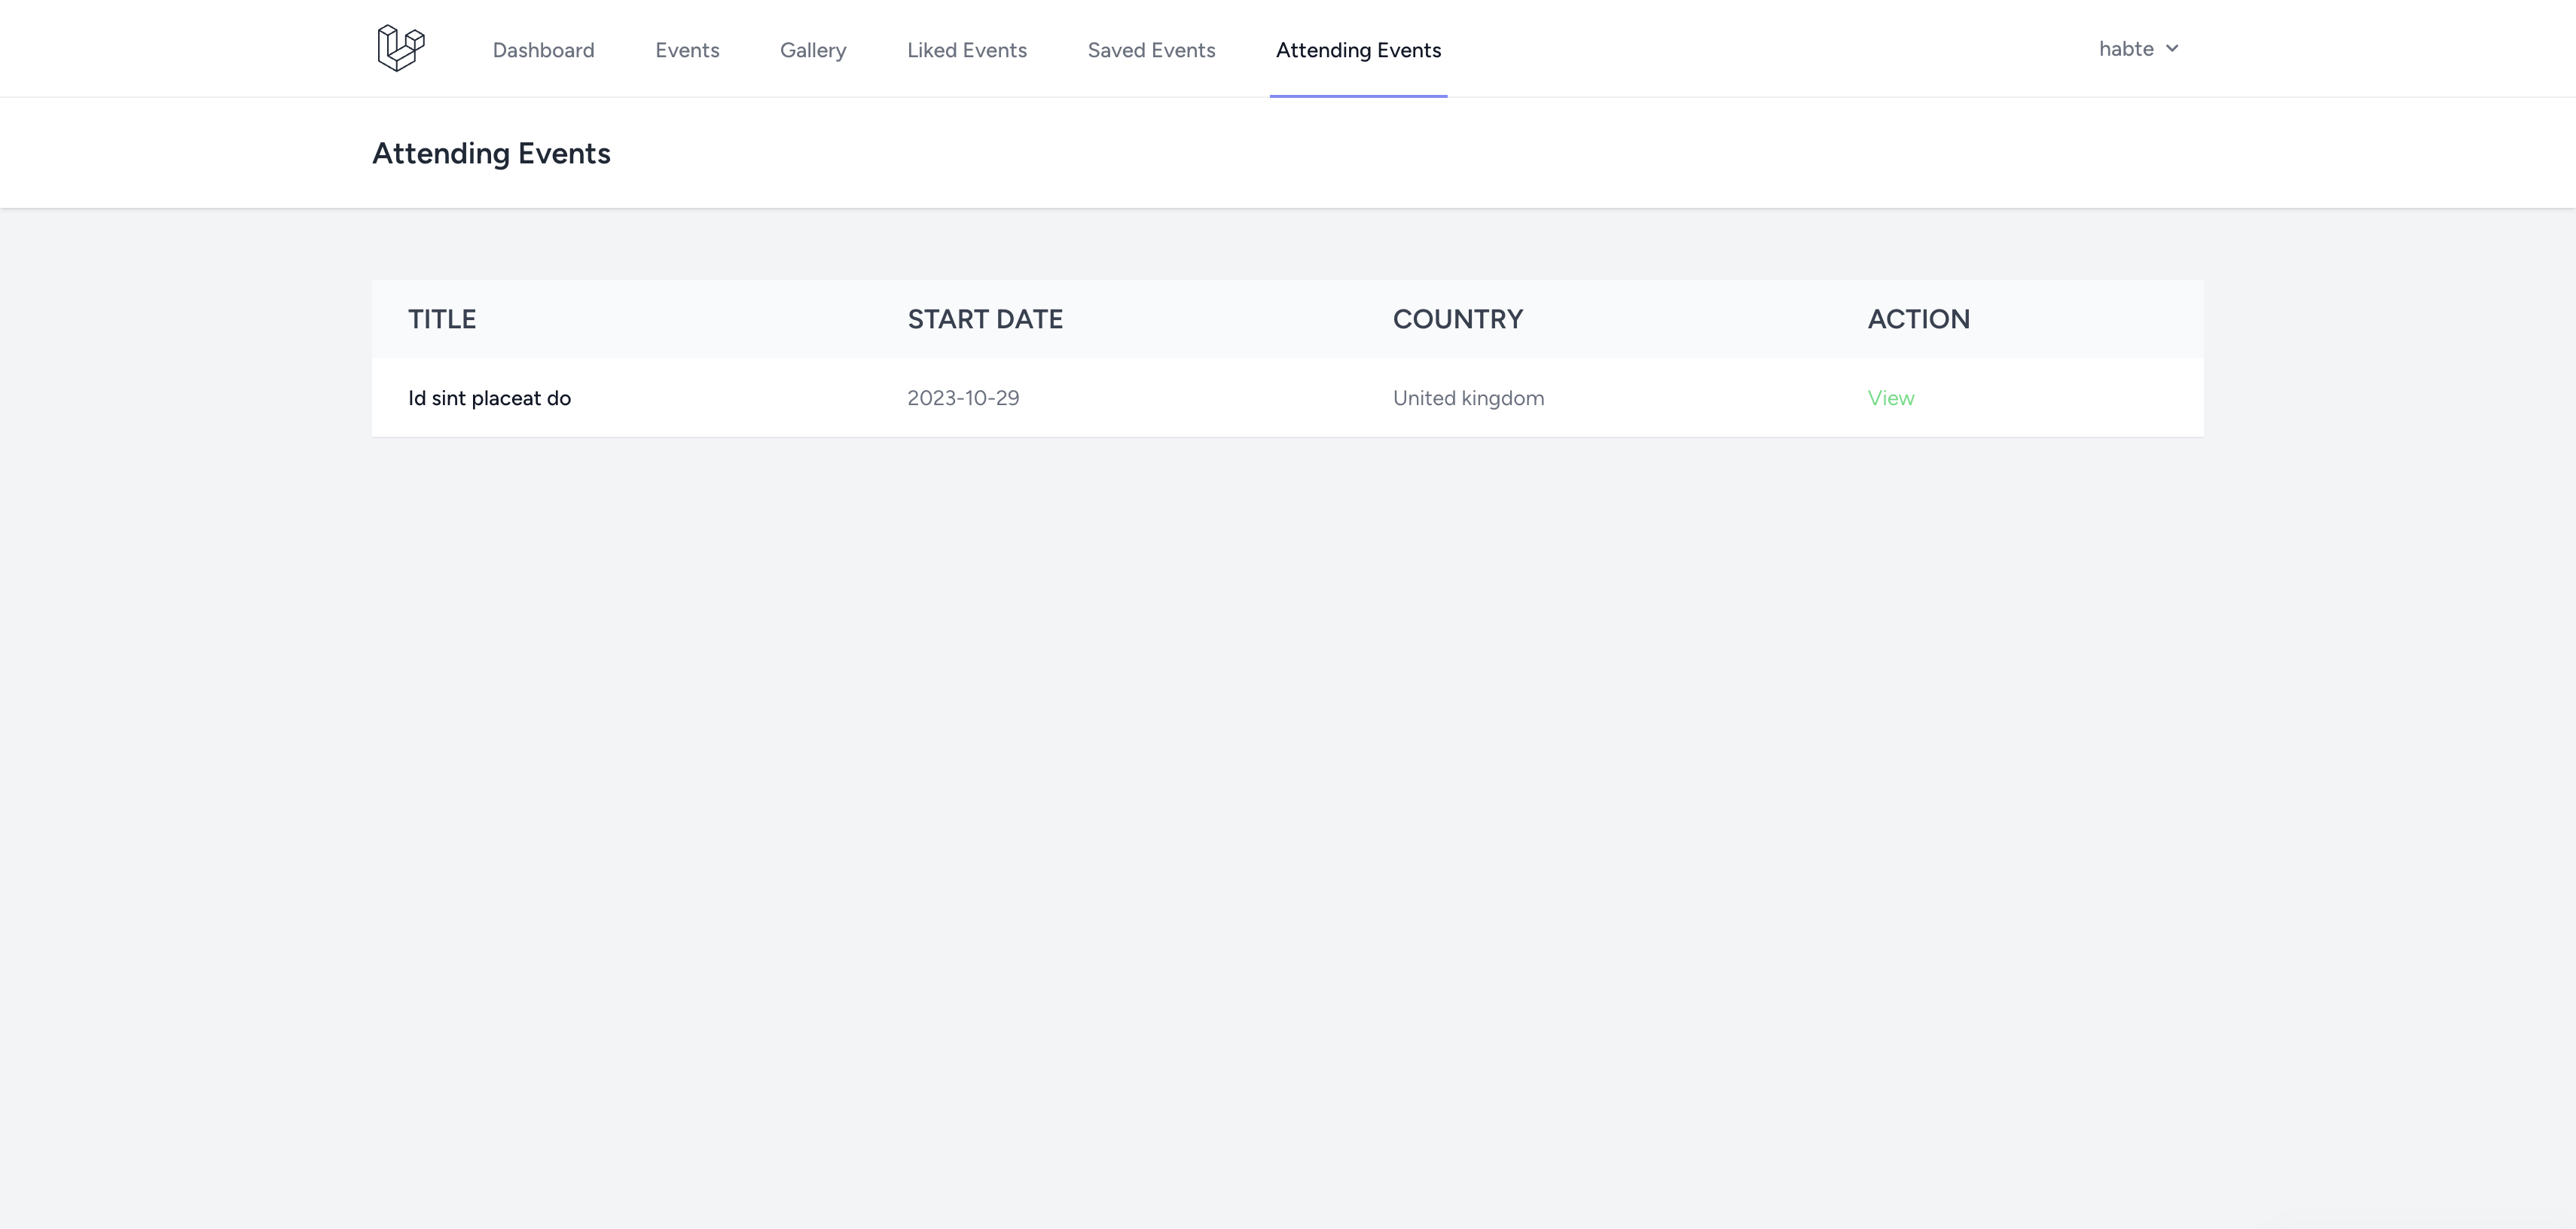 Dashboard Events Gallery Liked Events Saved Events Attending Events habte
Attending Events
TITLE START DATE COUNTRY ACTION
Id sint placeat do 2023-10-29 United kingdom View